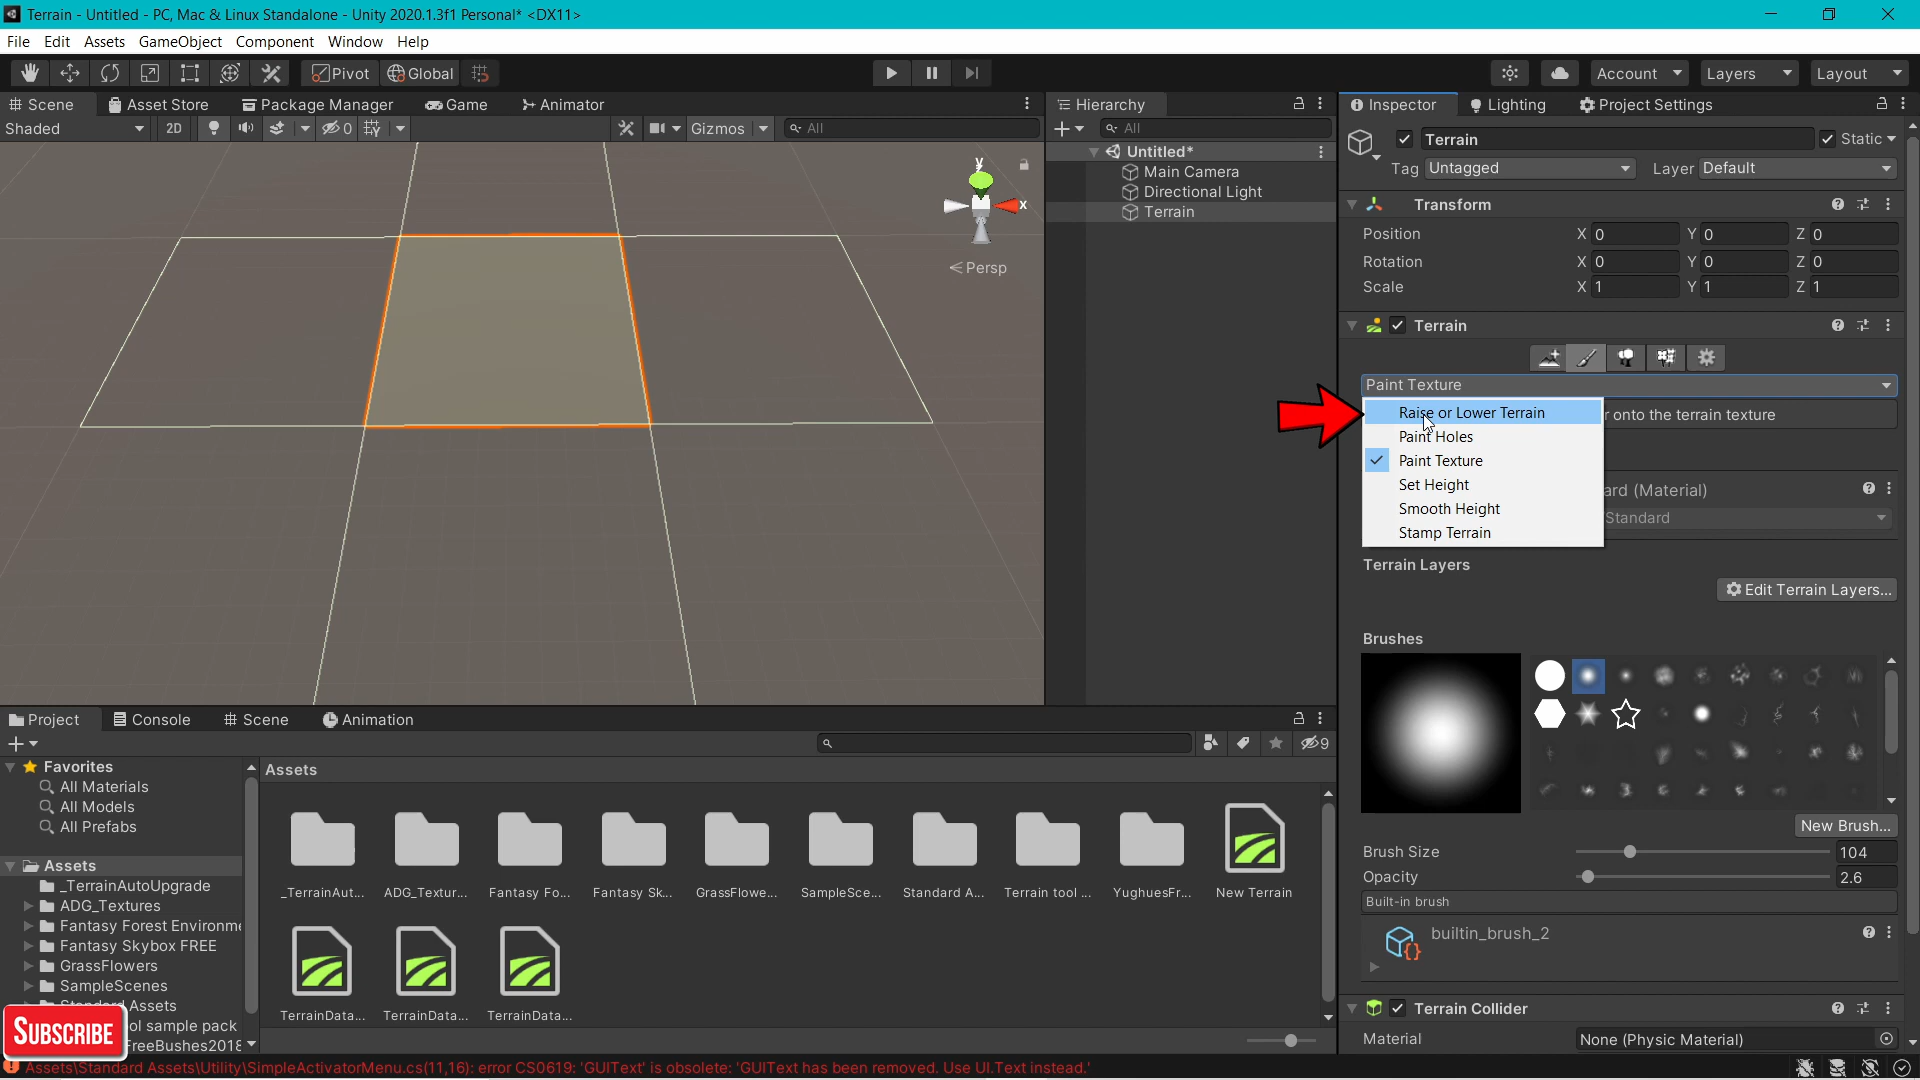 Terrain - Untitled - PC, Mac & Linux Standalone - Unity 2020.1.3f1 Personal* <DX11>
File Edit Assets GameObject Component Window Help
Pivot Global Account Layers Layout
Scene Asset Store Package Manager Game Animator
Shaded 2D 0 Gizmos All
y
x
Persp
Hierarchy
All
Untitled*
Main Camera
Directional Light
Terrain
Inspector Lighting Project Settings
Terrain Static
Tag Untagged Layer Default
Transform
Position X 0 Y 0 Z 0
Rotation X 0 Y 0 Z 0
Scale X 1 Y 1 Z 1
Terrain
Paint Texture
Raise or Lower Terrain
r onto the terrain texture
Paint Holes
Paint Texture
Set Height
ard (Material)
Smooth Height
Standard
Stamp Terrain
Terrain Layers
Edit Terrain Layers...
Brushes
New Brush...
Brush Size 104
Opacity 2.6
Built-in brush
builtin_brush_2
Terrain Collider
Material None (Physic Material)
Project Console Scene Animation
9
Favorites
All Materials
All Models
All Prefabs
Assets
_TerrainAutoUpgrade
ADG_Textures
Fantasy Forest Environme
Fantasy Skybox FREE
GrassFlowers
SampleScenes
Standard Assets
ol sample pack
FreeBushes2018
Assets
_TerrainAut... ADG_Textur... Fantasy Fo... Fantasy Sk... GrassFlowe... SampleSce... Standard A... Terrain tool ... YughuesFr... New Terrain
TerrainData... TerrainData... TerrainData...
SUBSCRIBE
Assets\Standard Assets\Utility\SimpleActivatorMenu.cs(11,16): error CS0619: 'GUIText' is obsolete: 'GUIText has been removed. Use UI.Text instead.'